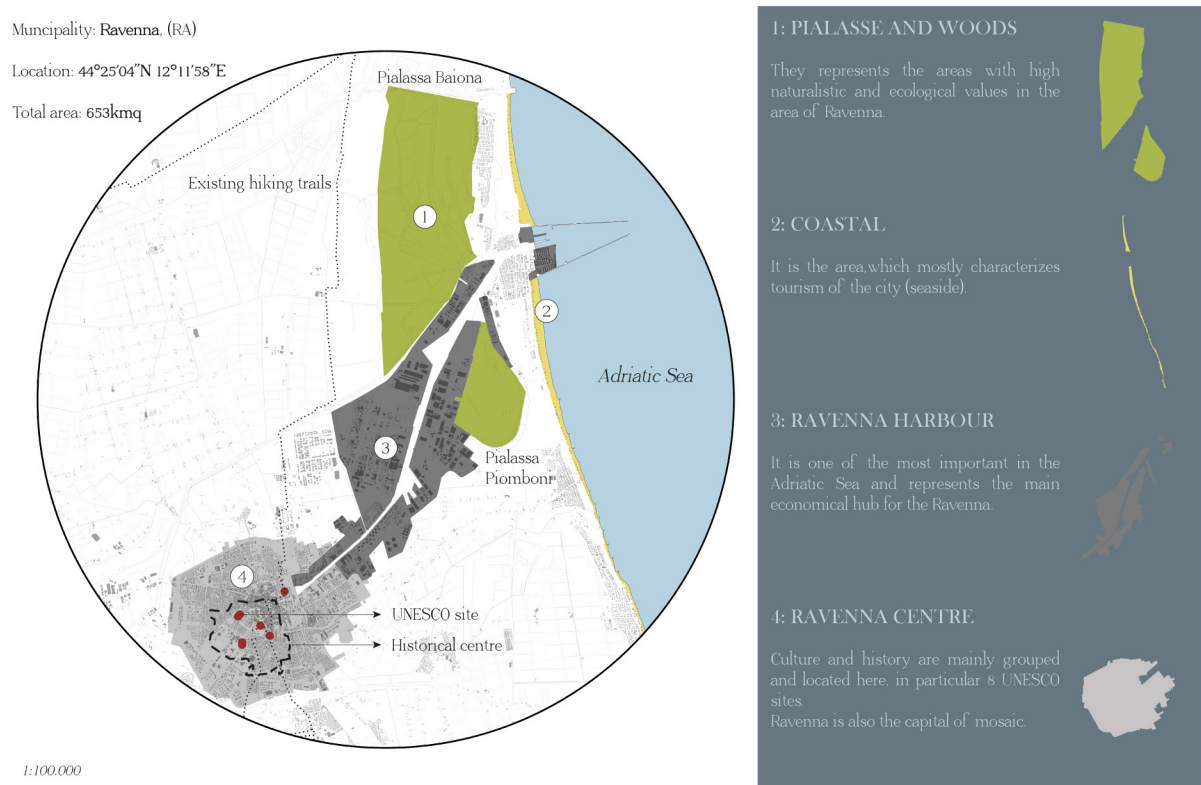 Muncipality: Ravenna, (RA)
Location: 44°25'04"N 12°11'58"E
Total area: 653kmq
Pialassa Baiona
Existing hiking trails
1
2
Adriatic Sea
3
Pialassa
Piomboni
4
UNESCO site
Historical centre
1:100.000
1: PIALASSE AND WOODS
They represents the areas with high
naturalistic and ecological values in the
area of Ravenna.
2: COASTAL
It is the area,which mostly characterizes
tourism of the city (seaside).
3: RAVENNA HARBOUR
It is one of the most important in the
Adriatic Sea and represents the main
economical hub for the Ravenna.
4: RAVENNA CENTRE
Culture and history are mainly grouped
and located here, in particular 8 UNESCO
sites.
Ravenna is also the capital of mosaic.